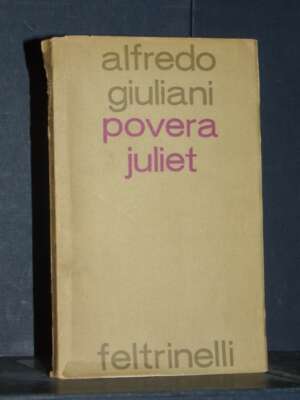 alfredo
giuliani
povera
juliet
feltrinelli